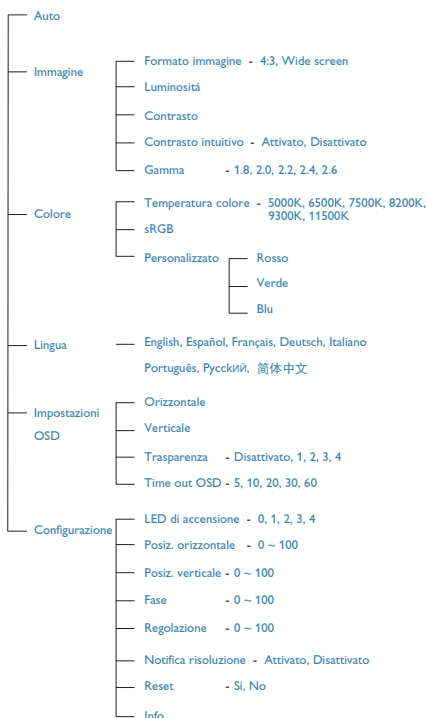 Auto
Immagine
Formato immagine - 4:3, Wide screen
Luminositá
Contrasto
Contrasto intuitivo - Attivato, Disattivato
Gamma - 1.8, 2.0, 2.2, 2.4, 2.6
Colore
Temperatura colore - 5000K, 6500K, 7500K, 8200K,
9300K, 11500K
sRGB
Personalizzato
Rosso
Verde
Blu
Lingua
English, Español, Français, Deutsch, Italiano
Português, Русский, 简体中文
Impostazioni
OSD
Orizzontale
Verticale
Trasparenza - Disattivato, 1, 2, 3, 4
Time out OSD - 5, 10, 20, 30, 60
Configurazione
LED di accensione - 0, 1, 2, 3, 4
Posiz. orizzontale - 0 ~ 100
Posiz. verticale - 0 ~ 100
Fase - 0 ~ 100
Regolazione - 0 ~ 100
Notifica risoluzione - Attivato, Disattivato
Reset - Sí, No
Info